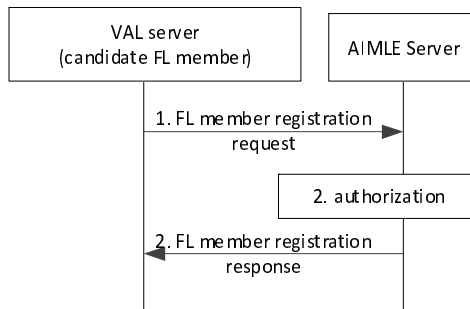 VAL server
(candidate FL member)
AIMLE Server
1. FL member registration
request
2. authorization
2. FL member registration
response